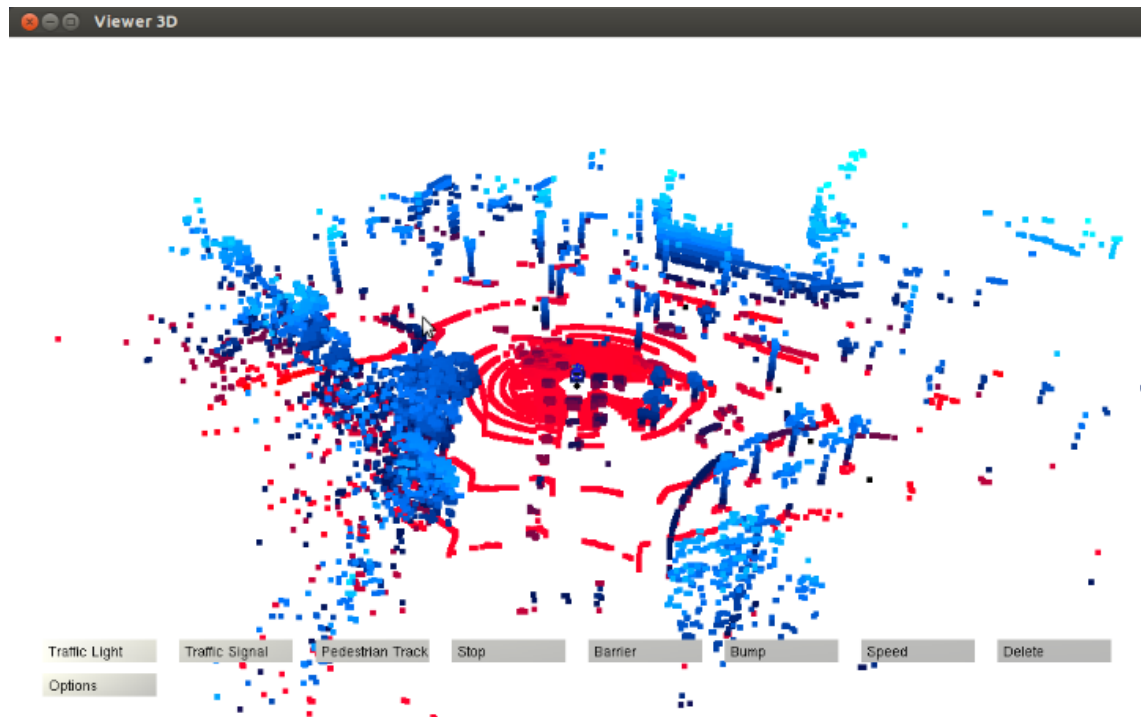 Viewer 3D
Traffic Light
Traffic Signal
Pedestrian Track
Stop
Barrier
Bump
Speed
Delete
Options